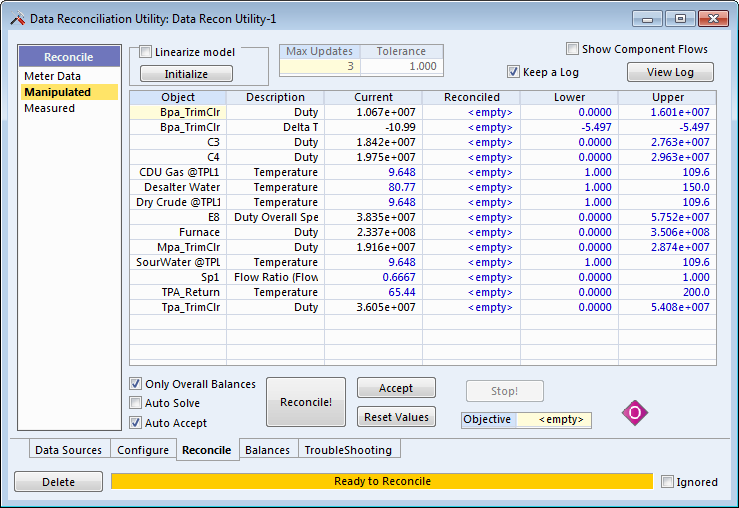 Data Reconciliation Utility: Data Recon Utility-1
Reconcile
Meter Data
Manipulated
Measured
Linearize model
Initialize
Max Updates Tolerance
3 1.000
Show Component Flows
Keep a Log
View Log
Object Description Current Reconciled Lower Upper
Bpa_TrimClr Duty 1.067e+007 <empty> 0.0000 1.601e+007
Bpa_TrimClr Delta T -10.99 <empty> -5.497 -5.497
C3 Duty 1.842e+007 <empty> 0.0000 2.763e+007
C4 Duty 1.975e+007 <empty> 0.0000 2.963e+007
CDU Gas @TPL1 Temperature 9.648 <empty> 1.000 109.6
Desalter Water Temperature 80.77 <empty> 1.000 150.0
Dry Crude @TPL1 Temperature 9.648 <empty> 1.000 109.6
E8 Duty Overall Spe 3.835e+007 <empty> 0.0000 5.752e+007
Furnace Duty 2.337e+008 <empty> 0.0000 3.506e+008
Mpa_TrimClr Duty 1.916e+007 <empty> 0.0000 2.874e+007
SourWater @TPL Temperature 9.648 <empty> 1.000 109.6
Sp1 Flow Ratio (Flow 0.6667 <empty> 0.0000 1.000
TPA_Return Temperature 65.44 <empty> 0.0000 200.0
Tpa_TrimClr Duty 3.605e+007 <empty> 0.0000 5.408e+007
Only Overall Balances
Auto Solve
Auto Accept
Reconcile!
Accept
Reset Values
Stop!
Objective <empty>
O
Data Sources Configure Reconcile Balances TroubleShooting
Delete
Ready to Reconcile
Ignored